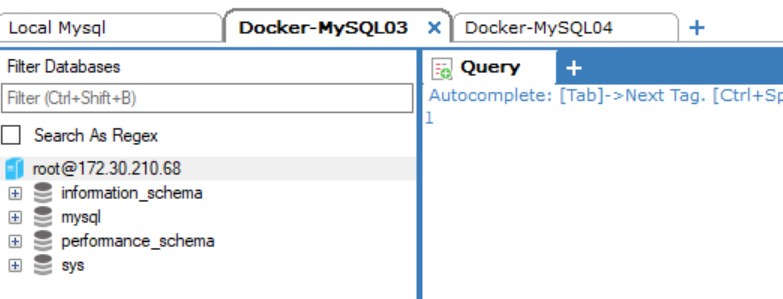 Local Mysql
Docker-MySQL03
Docker-MySQL04
Filter Databases
Filter (Ctrl+Shift+B)
Search As Regex
root@172.30.210.68
information_schema
mysql
performance_schema
sys
Query
Autocomplete: [Tab]->Next Tag. [Ctrl+Sp
1